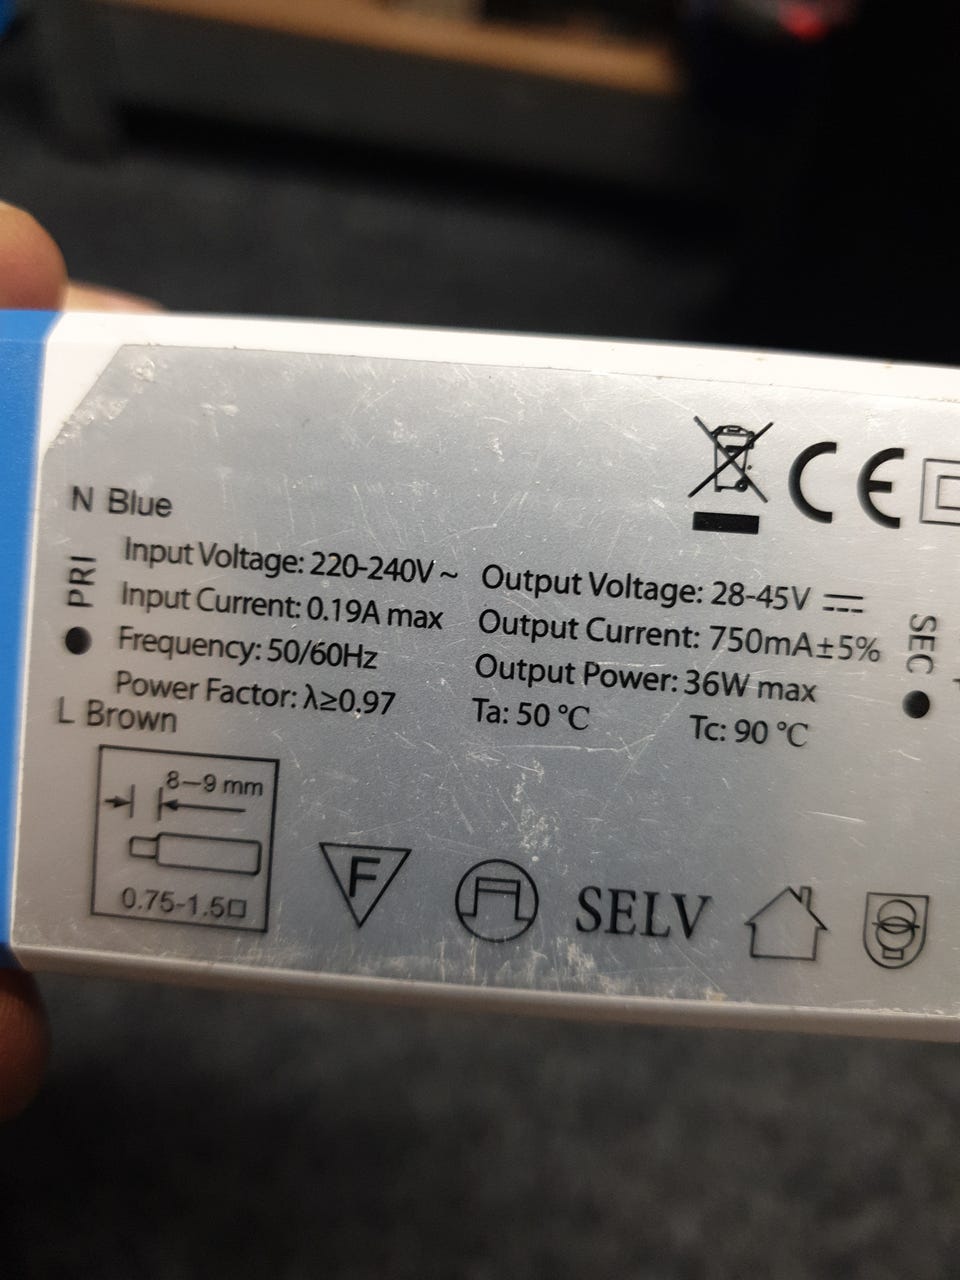 CE
N Blue
PRI
Input Voltage: 220-240V~
Input Current: 0.19A max
Frequency: 50/60Hz
Power Factor: λ≥0.97
L Brown
Output Voltage: 28-45V ⎓
Output Current: 750mA±5%
Output Power: 36W max
Ta: 50 ℃ Tc: 90 ℃
SEC
8–9 mm
0.75-1.5□
F
SELV